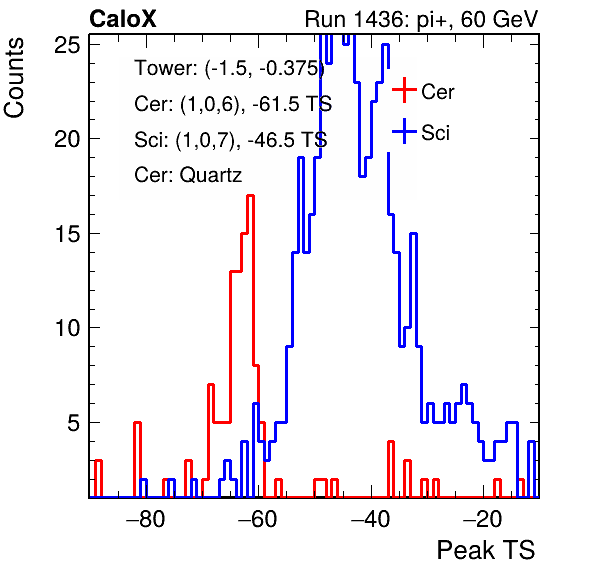 CaloX Run 1436: pi+, 60 GeV
Counts
25
20
15
10
5
Tower: (-1.5, -0.375)
Cer: (1,0,6), -61.5 TS
Sci: (1,0,7), -46.5 TS
Cer: Quartz
Cer
Sci
−80 −60 −40 −20
Peak TS